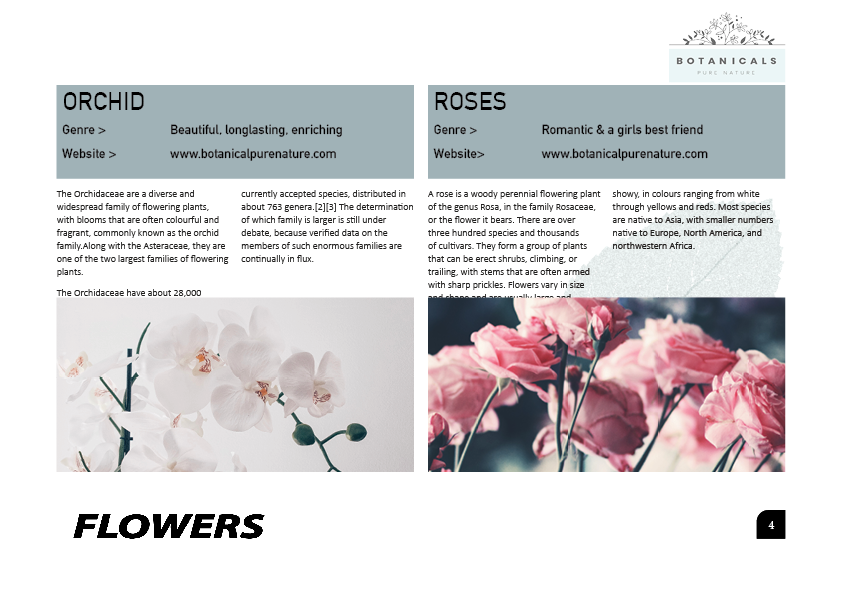 BOTANICALS
PURE NATURE
ORCHID
Genre > Beautiful, longlasting, enriching
Website > www.botanicalpurenature.com
The Orchidaceae are a diverse and
widespread family of flowering plants,
with blooms that are often colourful and
fragrant, commonly known as the orchid
family.Along with the Asteraceae, they are
one of the two largest families of flowering
plants.
The Orchidaceae have about 28,000
currently accepted species, distributed in
about 763 genera.[2][3] The determination
of which family is larger is still under
debate, because verified data on the
members of such enormous families are
continually in flux.
ROSES
Genre > Romantic & a girls best friend
Website> www.botanicalpurenature.com
A rose is a woody perennial flowering plant
of the genus Rosa, in the family Rosaceae,
or the flower it bears. There are over
three hundred species and thousands
of cultivars. They form a group of plants
that can be erect shrubs, climbing, or
trailing, with stems that are often armed
with sharp prickles. Flowers vary in size
and shape and are usually large and
showy, in colours ranging from white
through yellows and reds. Most species
are native to Asia, with smaller numbers
native to Europe, North America, and
northwestern Africa.
FLOWERS
4